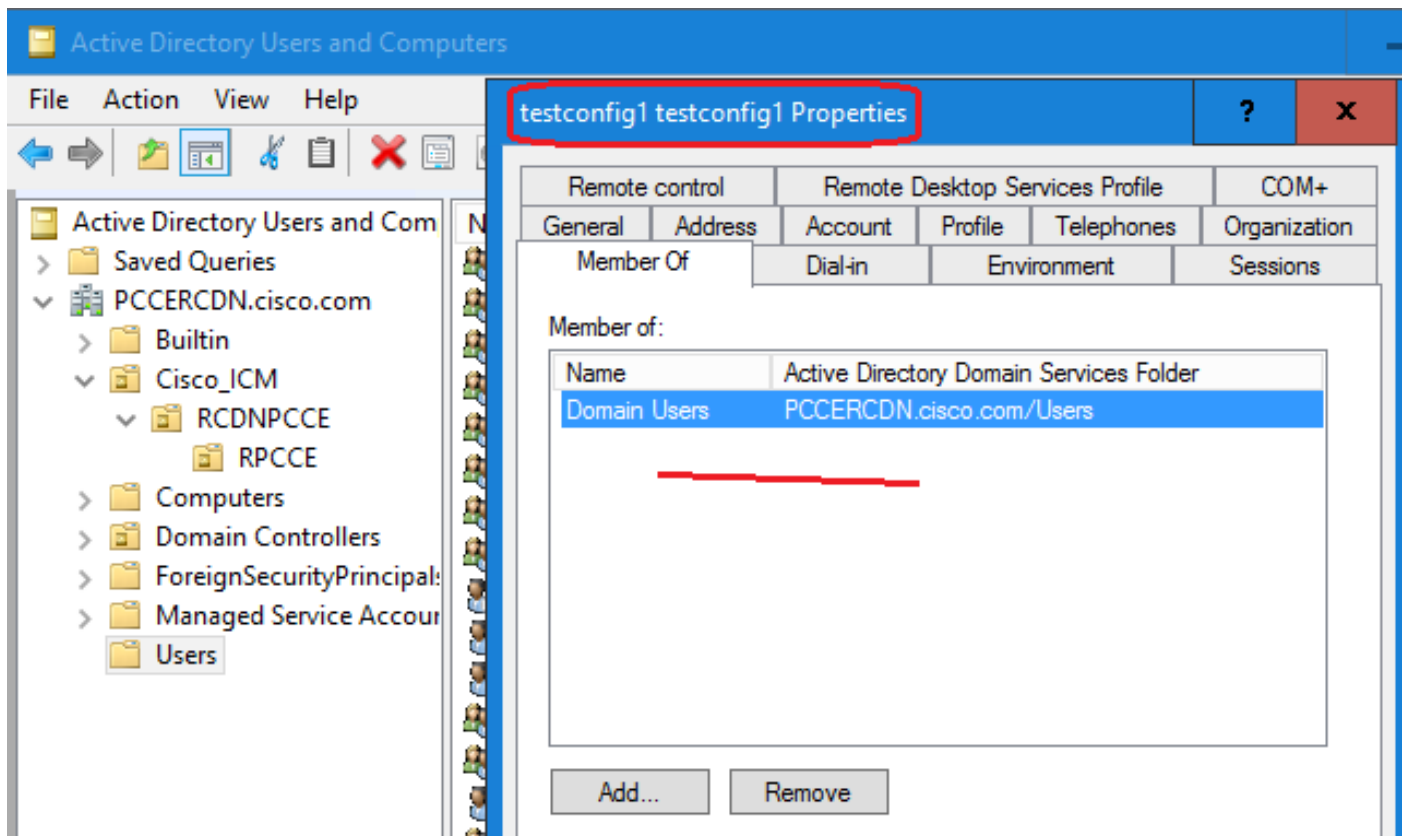 Active Directory Users and Computers
File Action View Help
testconfig1 testconfig1 Properties
? x
Remote control Remote Desktop Services Profile COM+
General Address Account Profile Telephones Organization
Member Of Dial-in Environment Sessions
Member of:
Name Active Directory Domain Services Folder
Domain Users PCCERCDN.cisco.com/Users
Add... Remove
Active Directory Users and Com
N
Saved Queries
PCCERCDN.cisco.com
Builtin
Cisco_ICM
RCDNPCCE
RPCCE
Computers
Domain Controllers
ForeignSecurityPrincipals
Managed Service Accour
Users